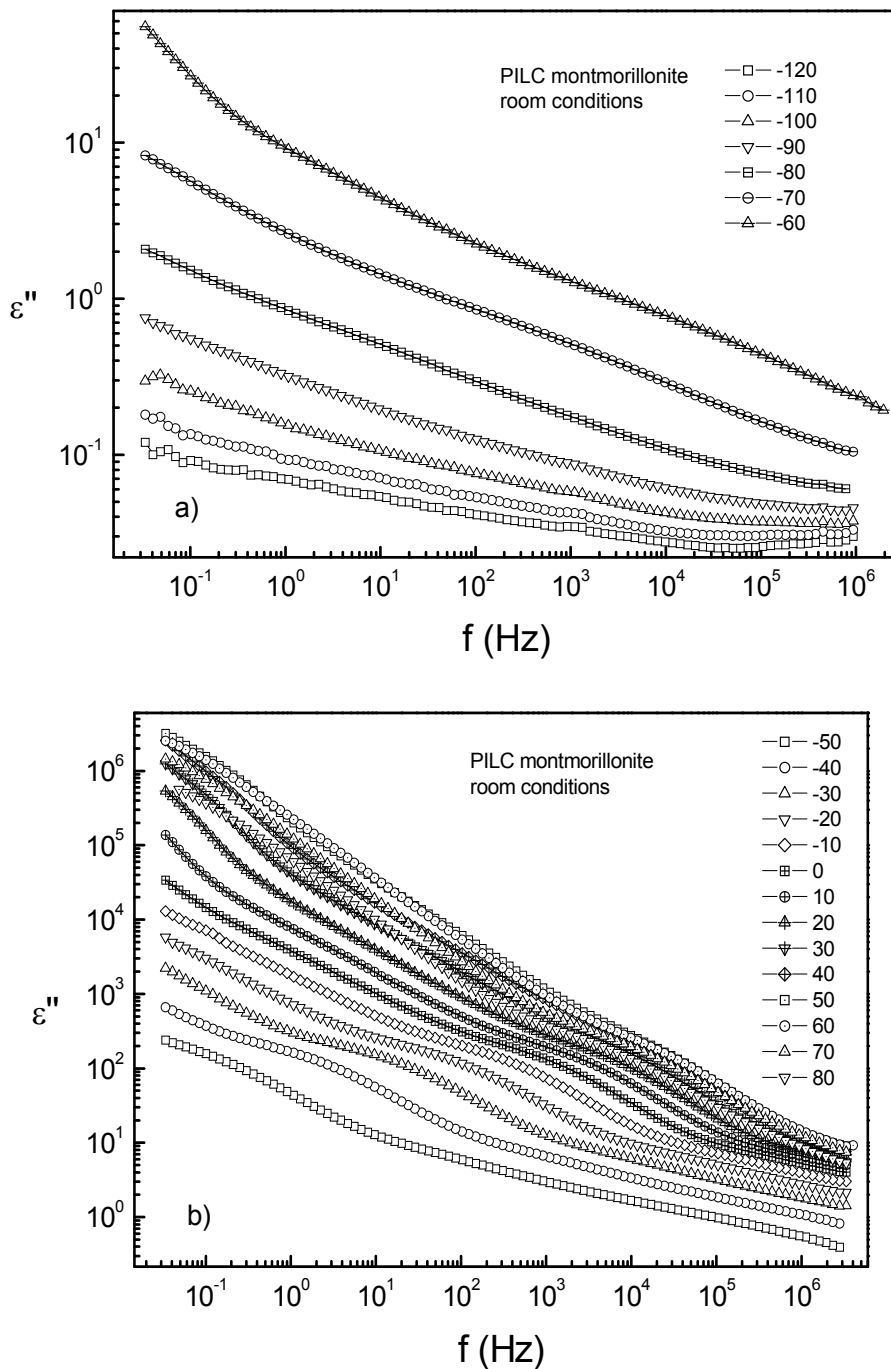 PILC montmorillonite
room conditions
-120
-110
-100
-90
-80
-70
-60
10^1
10^0
10^-1
ε"
a)
10^-1 10^0 10^1 10^2 10^3 10^4 10^5 10^6
f (Hz)
PILC montmorillonite
room conditions
-50
-40
-30
-20
-10
0
10
20
30
40
50
60
70
80
10^6
10^5
10^4
10^3
10^2
10^1
10^0
ε"
b)
10^-1 10^0 10^1 10^2 10^3 10^4 10^5 10^6
f (Hz)